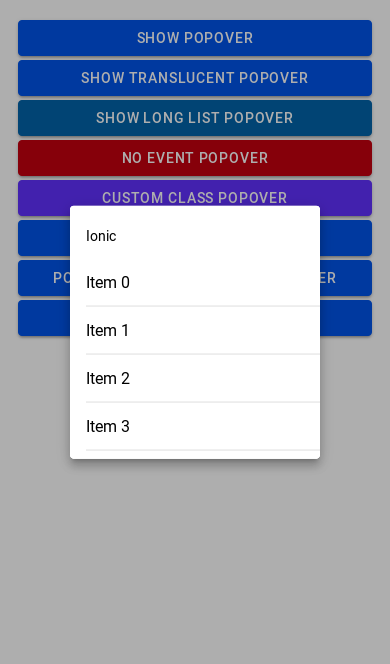 SHOW POPOVER
SHOW TRANSLUCENT POPOVER
SHOW LONG LIST POPOVER
NO EVENT POPOVER
CUSTOM CLASS POPOVER
Ionic
Item 0
Item 1
Item 2
Item 3